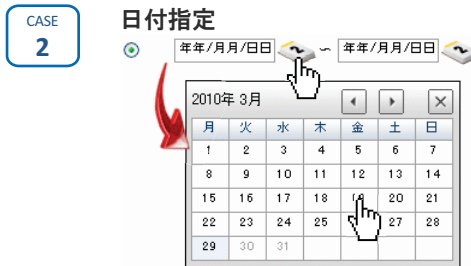 CASE
2
日付指定
年年/月月/日日 ～ 年年/月月/日日
2010年 3月
月 火 水 木 金 土 日
1 2 3 4 5 6 7
8 9 10 11 12 13 14
15 16 17 18 19 20 21
22 23 24 25 27 28
29 30 31